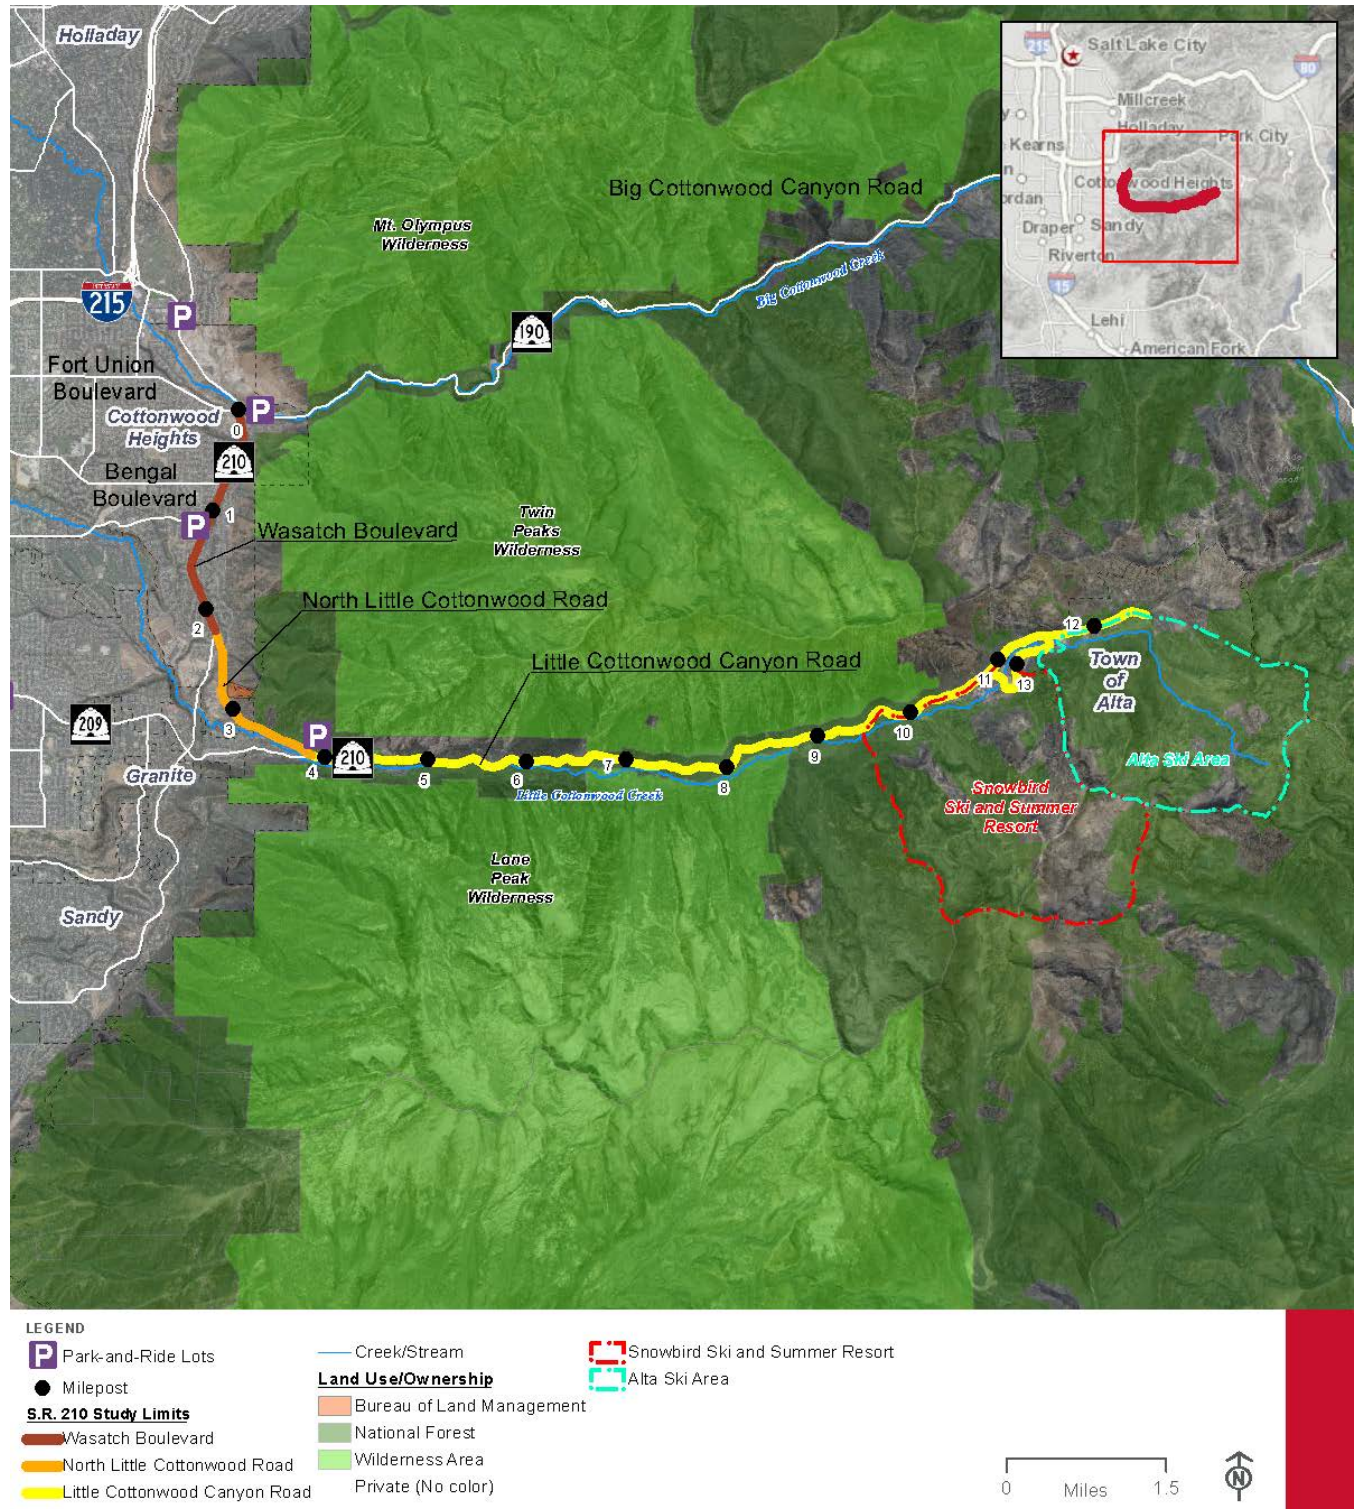 Holladay
INTERSTATE
215
P
Fort Union
Boulevard
Cottonwood
Heights
P
0
210
Bengal
Boulevard
1
P
Wasatch Boulevard
North Little Cottonwood Road
2
3
209
Granite
P
4
210
5
6
7
8
9
10
11
12
13
Little Cottonwood Canyon Road
Little Cottonwood Creek
Sandy
Mt. Olympus
Wilderness
Big Cottonwood Canyon Road
Big Cottonwood Creek
190
Twin
Peaks
Wilderness
Lone
Peak
Wilderness
Town
of
Alta
Alta Ski Area
Snowbird
Ski and Summer
Resort
215
Salt Lake City
80
Millcreek
Holladay
Park City
Kearns
Cottonwood Heights
ordan
Draper
Sandy
Riverton
15
Lehi
American Fork
LEGEND
P Park-and-Ride Lots
Milepost
S.R. 210 Study Limits
Wasatch Boulevard
North Little Cottonwood Road
Little Cottonwood Canyon Road
Creek/Stream
Land Use/Ownership
Bureau of Land Management
National Forest
Wilderness Area
Private (No color)
Snowbird Ski and Summer Resort
Alta Ski Area
0 Miles 1.5
N